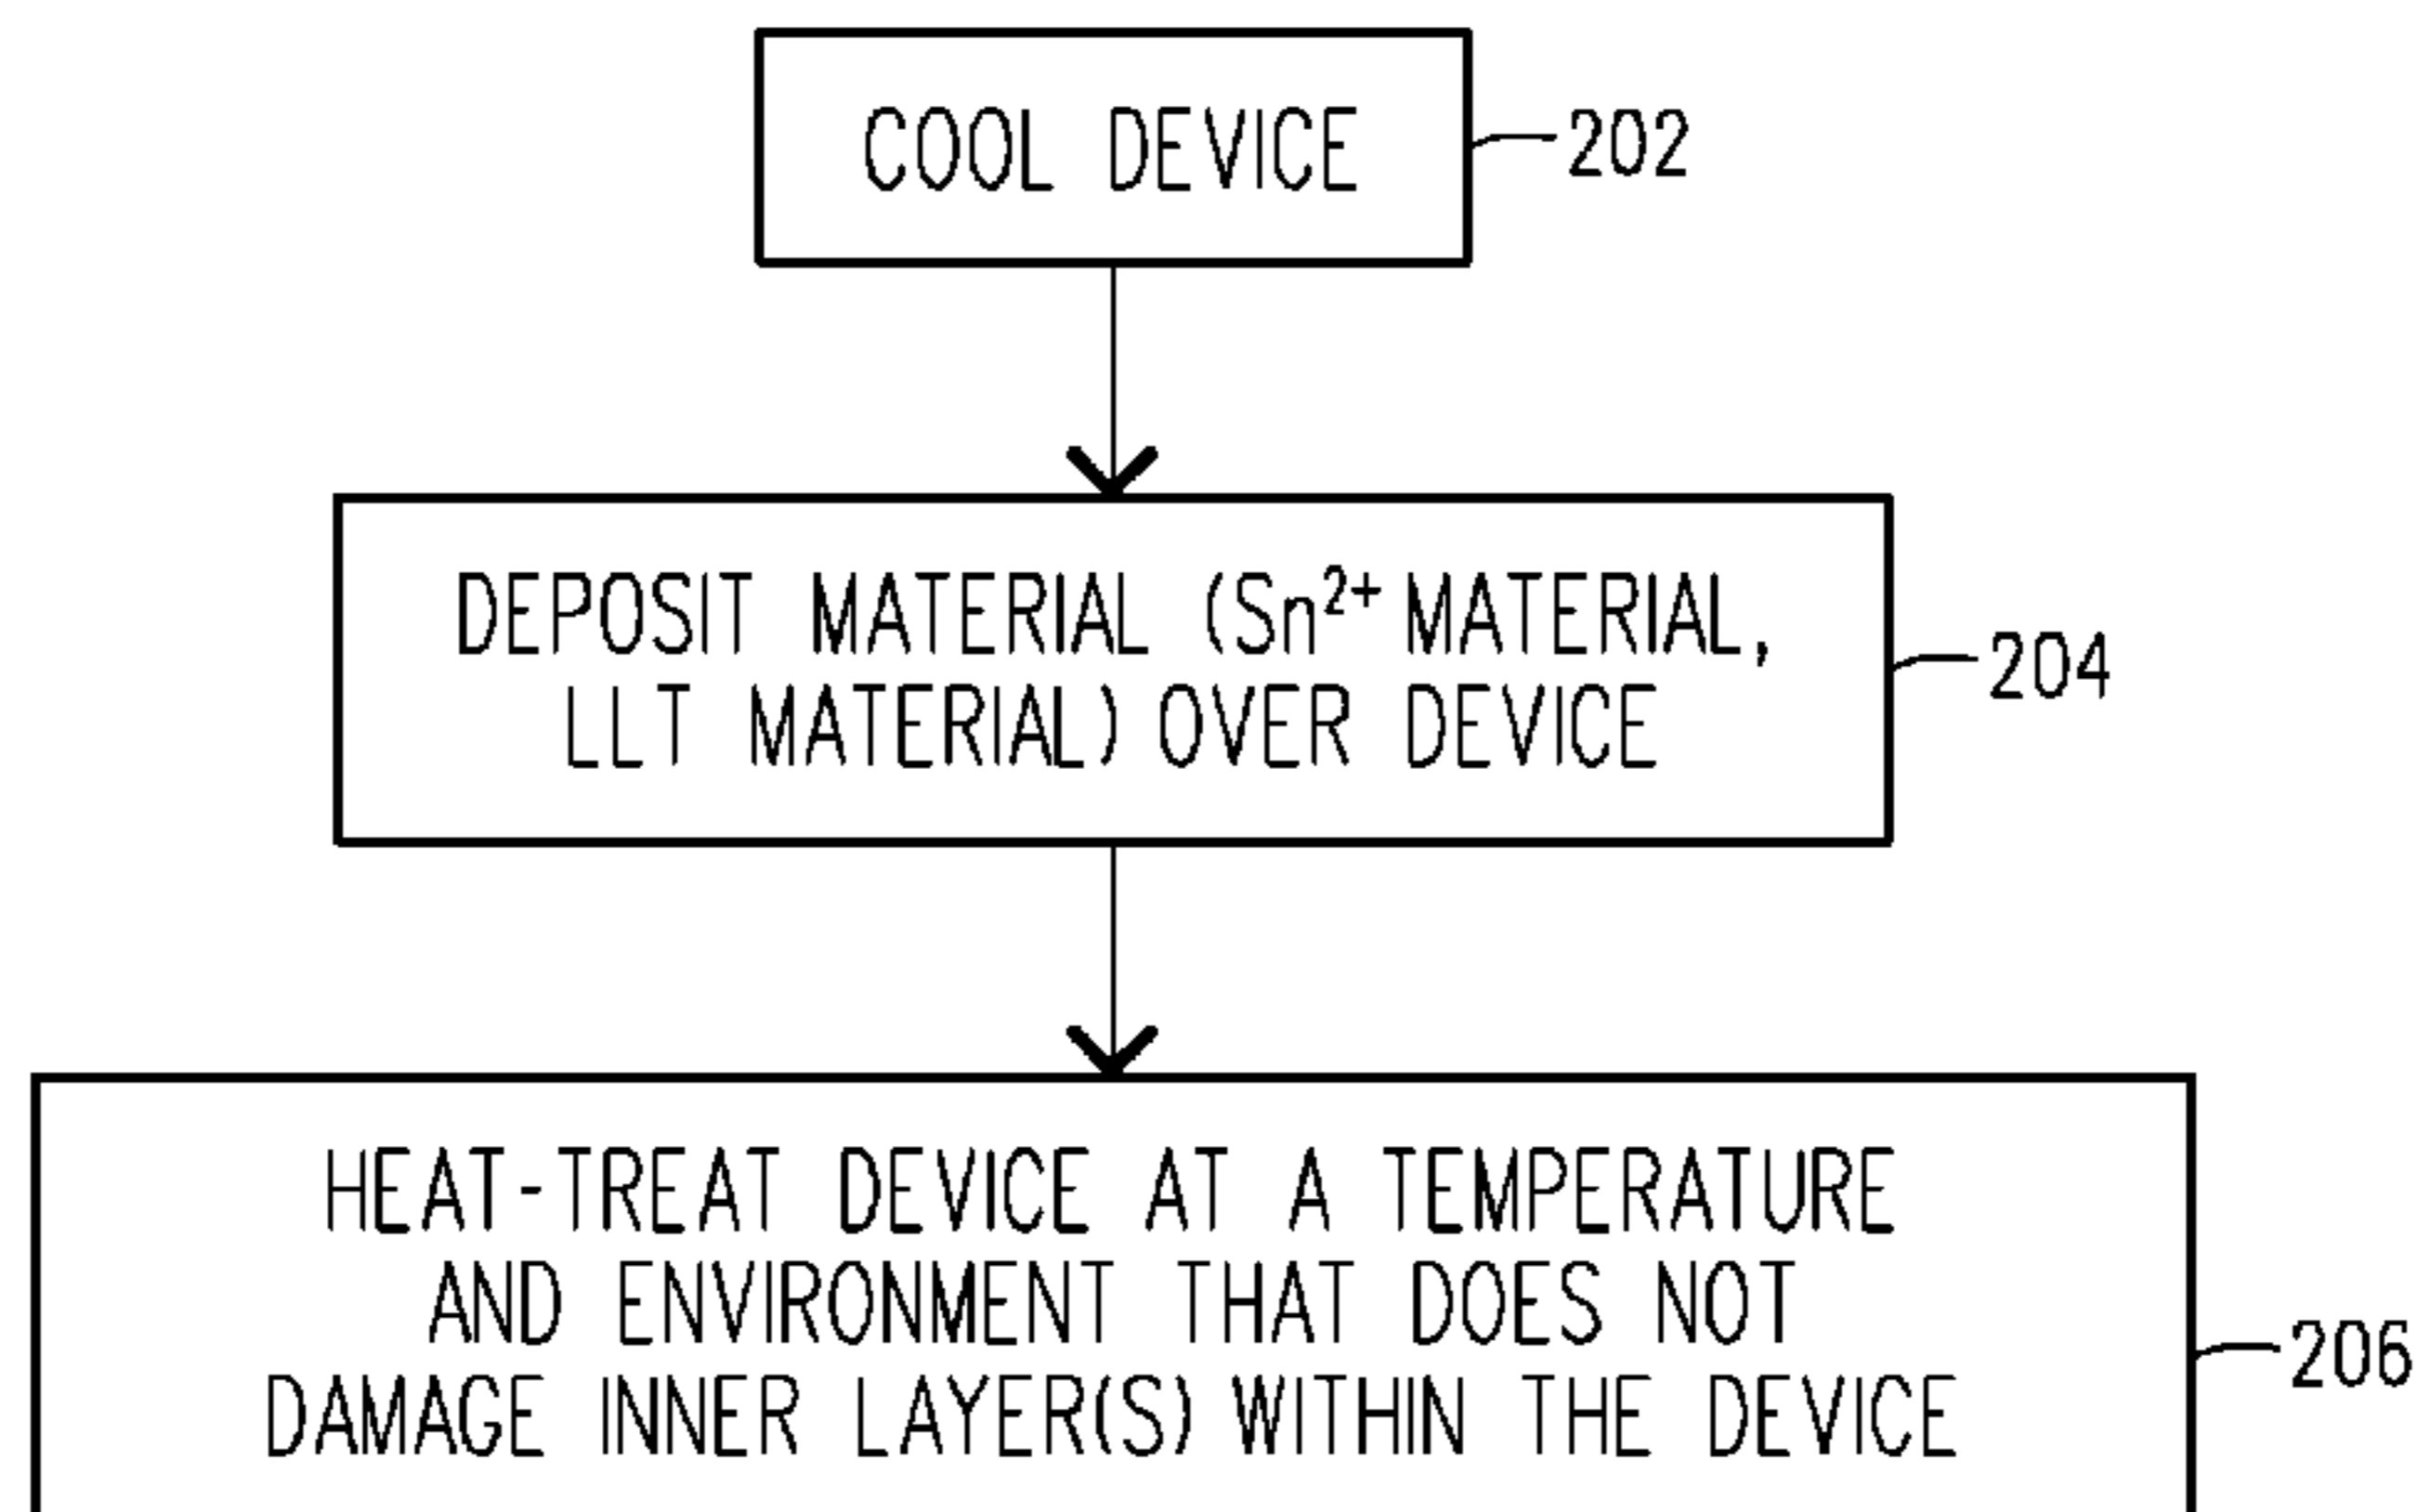 COOL DEVICE
202
DEPOSIT MATERIAL (Sn²⁺ MATERIAL,
LLT MATERIAL) OVER DEVICE
204
HEAT-TREAT DEVICE AT A TEMPERATURE
AND ENVIRONMENT THAT DOES NOT
DAMAGE INNER LAYER(S) WITHIN THE DEVICE
206